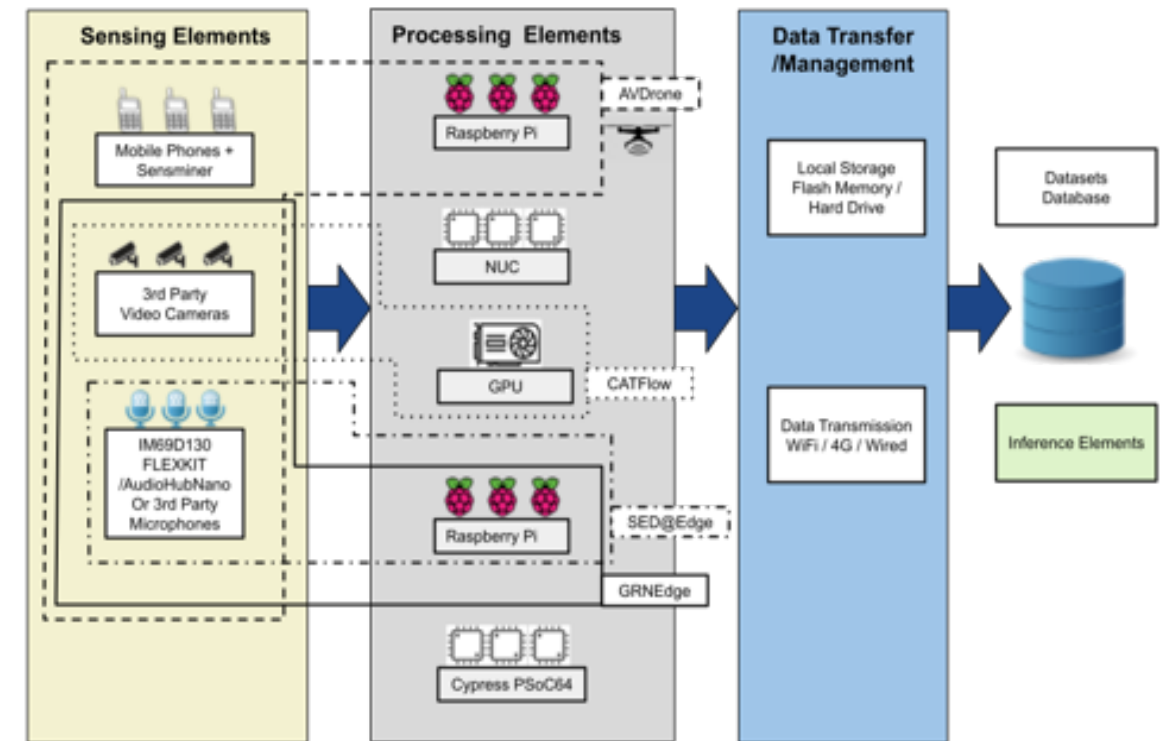 Sensing Elements
Mobile Phones +
Sensminer
3rd Party
Video Cameras
IM69D130
FLEXKIT
/AudioHubNano
Or 3rd Party
Microphones
Processing Elements
Raspberry Pi
AVDrone
NUC
GPU
CATFlow
Raspberry Pi
SED@Edge
GRNEdge
Cypress PSoC64
Data Transfer
/Management
Local Storage
Flash Memory /
Hard Drive
Data Transmission
WiFi / 4G / Wired
Datasets
Database
Inference Elements